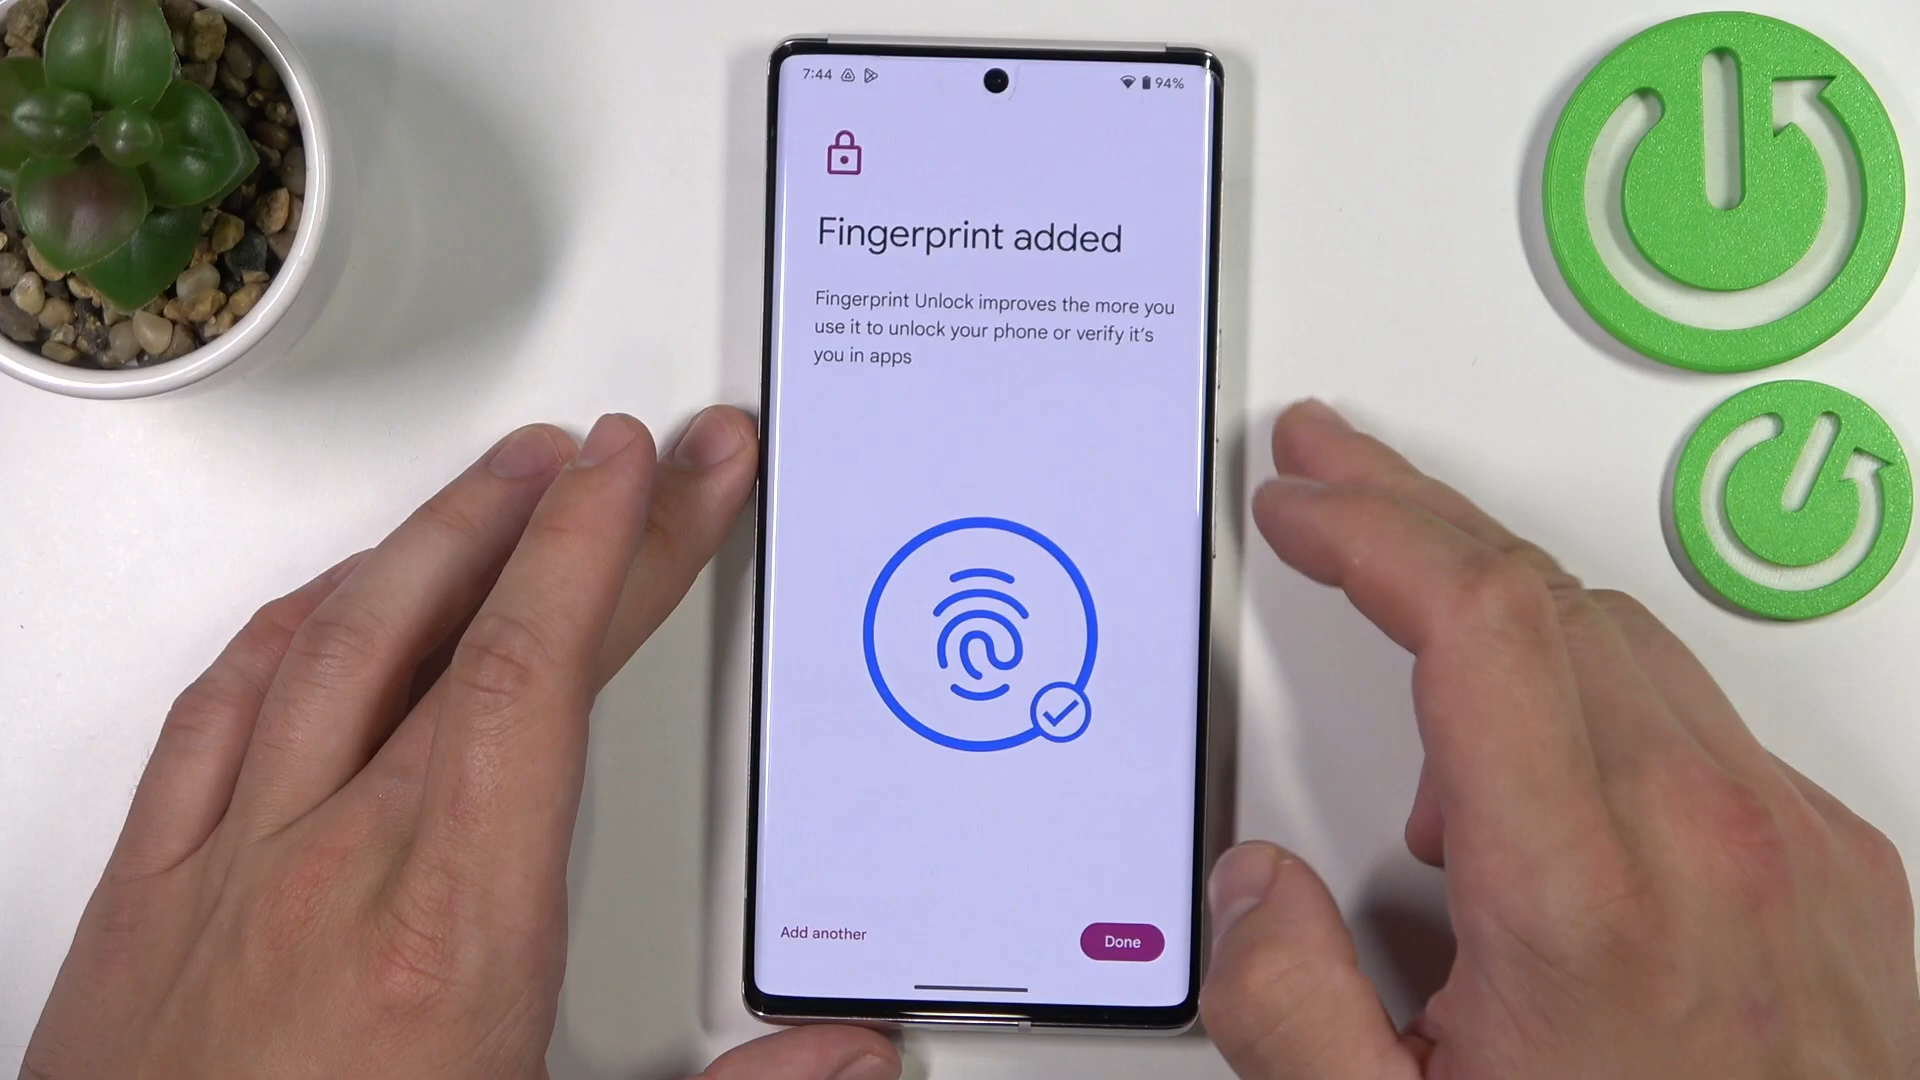 7:44
94%
Fingerprint added
Fingerprint Unlock improves the more you
use it to unlock your phone or verify it's
you in apps
Add another
Done